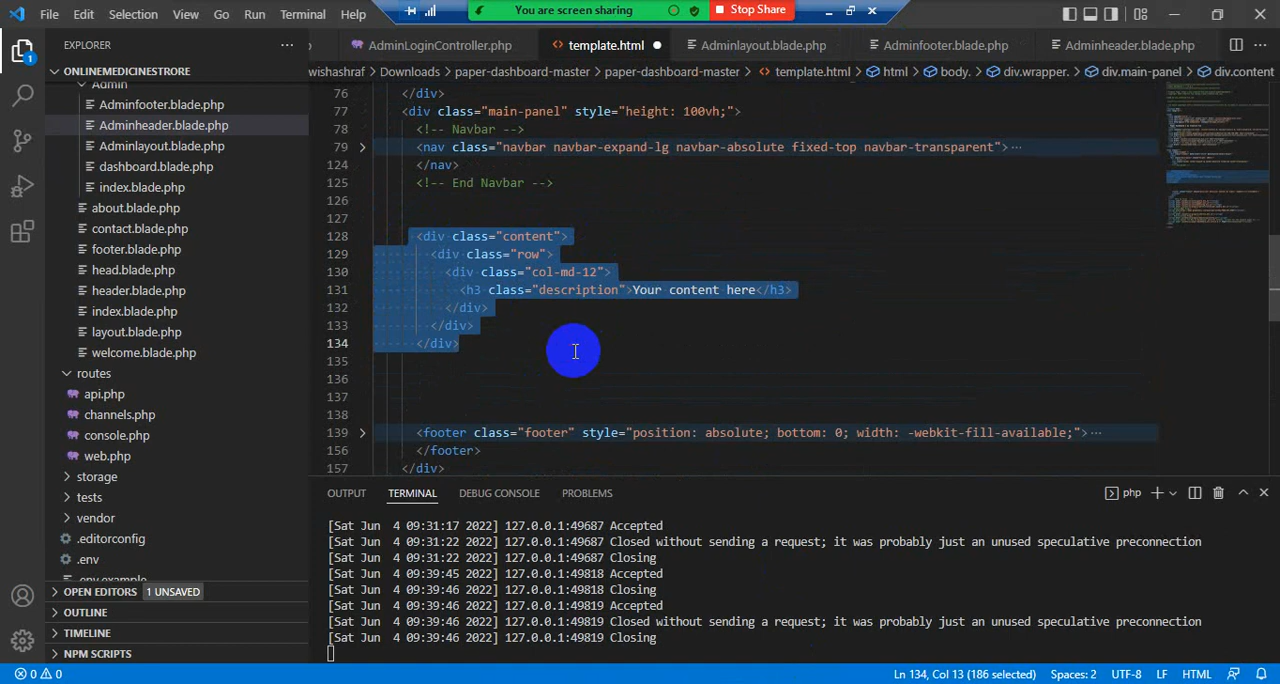 File Edit Selection View Go Run Terminal Help
You are screen sharing
Stop Share
EXPLORER
AdminLoginController.php
template.html
Adminlayout.blade.php
Adminfooter.blade.php
Adminheader.blade.php
ONLINEMEDICINESTRORE
wishashraf > Downloads > paper-dashboard-master > paper-dashboard-master > template.html > html > body. > div.wrapper. > div.main-panel > div.content
Admin
Adminfooter.blade.php
Adminheader.blade.php
Adminlayout.blade.php
dashboard.blade.php
index.blade.php
about.blade.php
contact.blade.php
footer.blade.php
head.blade.php
header.blade.php
index.blade.php
layout.blade.php
welcome.blade.php
routes
api.php
channels.php
console.php
web.php
storage
tests
vendor
.editorconfig
.env
.env.example
OPEN EDITORS 1 UNSAVED
OUTLINE
TIMELINE
NPM SCRIPTS
76 </div>
77 <div class="main-panel" style="height: 100vh;">
78 <!-- Navbar -->
79 <nav class="navbar navbar-expand-lg navbar-absolute fixed-top navbar-transparent"> ···
124 </nav>
125 <!-- End Navbar -->
126
127
128 <div class="content">
129 <div class="row">
130 <div class="col-md-12">
131 <h3 class="description">Your content here</h3>
132 </div>
133 </div>
134 </div>
135
136
137
138
139 <footer class="footer" style="position: absolute; bottom: 0; width: -webkit-fill-available;"> ···
156 </footer>
157 </div>
OUTPUT TERMINAL DEBUG CONSOLE PROBLEMS
php
[Sat Jun  4 09:31:17 2022] 127.0.0.1:49687 Accepted
[Sat Jun  4 09:31:22 2022] 127.0.0.1:49687 Closed without sending a request; it was probably just an unused speculative preconnection
[Sat Jun  4 09:31:22 2022] 127.0.0.1:49687 Closing
[Sat Jun  4 09:39:45 2022] 127.0.0.1:49818 Accepted
[Sat Jun  4 09:39:46 2022] 127.0.0.1:49818 Closing
[Sat Jun  4 09:39:46 2022] 127.0.0.1:49819 Accepted
[Sat Jun  4 09:39:46 2022] 127.0.0.1:49819 Closed without sending a request; it was probably just an unused speculative preconnection
[Sat Jun  4 09:39:46 2022] 127.0.0.1:49819 Closing
0 0
Ln 134, Col 13 (186 selected) Spaces: 2 UTF-8 LF HTML